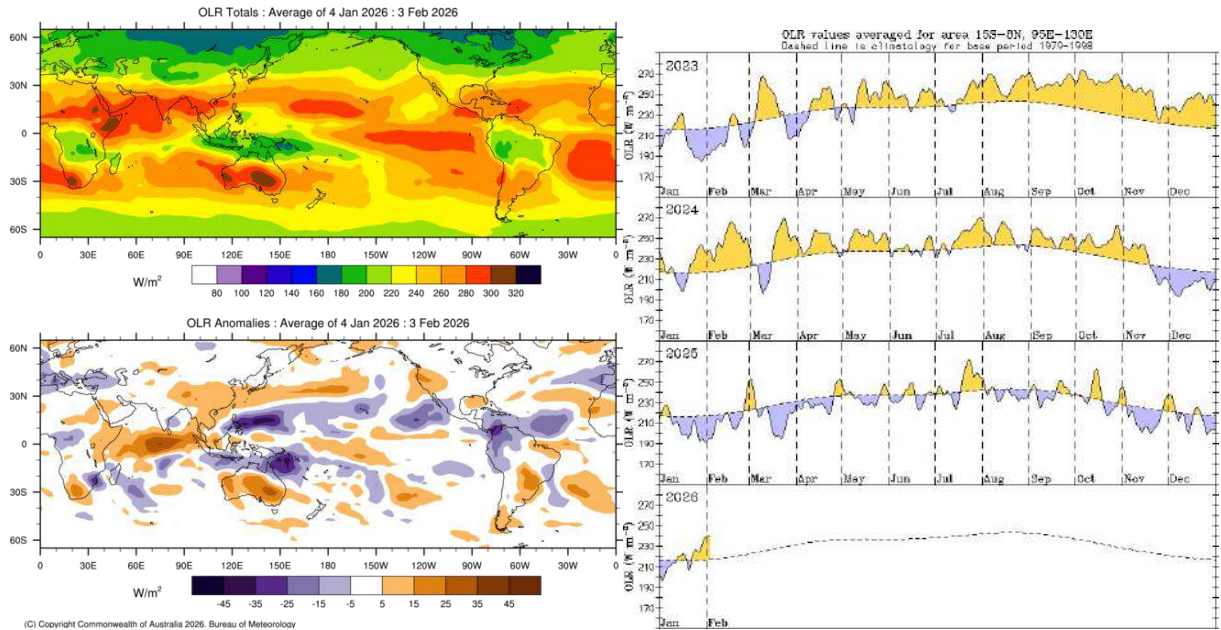 OLR Totals : Average of 4 Jan 2026 : 3 Feb 2026
60N
30N
0
30S
60S
0 30E 60E 90E 120E 150E 180 150W 120W 90W 60W 30W 0
W/m²
80 100 120 140 160 180 200 220 240 260 280 300 320
OLR Anomalies : Average of 4 Jan 2026 : 3 Feb 2026
60N
30N
0
30S
60S
0W 30E 60E 90E 120E 150E 180 150W 120W 90W 60W 30W 0W
W/m²
-45 -35 -25 -15 -5 5 15 25 35 45
(C) Copyright Commonwealth of Australia 2026. Bureau of Meteorology
OLR values averaged for area 15S-8N, 95E-130E
Dashed line is climatology for base period 1979-1998
2023
OLR (W m⁻²)
270
250
230
210
190
170
150
Jan Feb Mar Apr May Jun Jul Aug Sep Oct Nov Dec
2024
OLR (W m⁻²)
270
250
230
210
190
170
150
Jan Feb Mar Apr May Jun Jul Aug Sep Oct Nov Dec
2025
OLR (W m⁻²)
270
250
230
210
190
170
150
Jan Feb Mar Apr May Jun Jul Aug Sep Oct Nov Dec
2026
OLR (W m⁻²)
270
250
230
210
190
170
150
Jan Feb